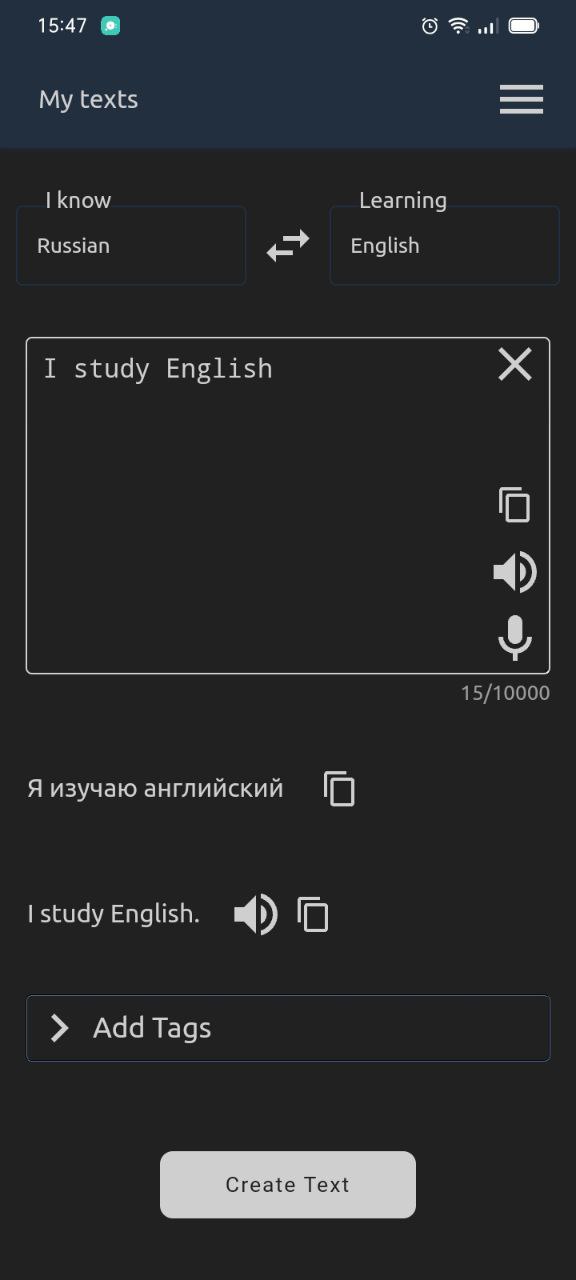 15:47
My texts
I know
Learning
Russian
English
I study English
15/10000
Я изучаю английский
I study English.
Add Tags
Create Text